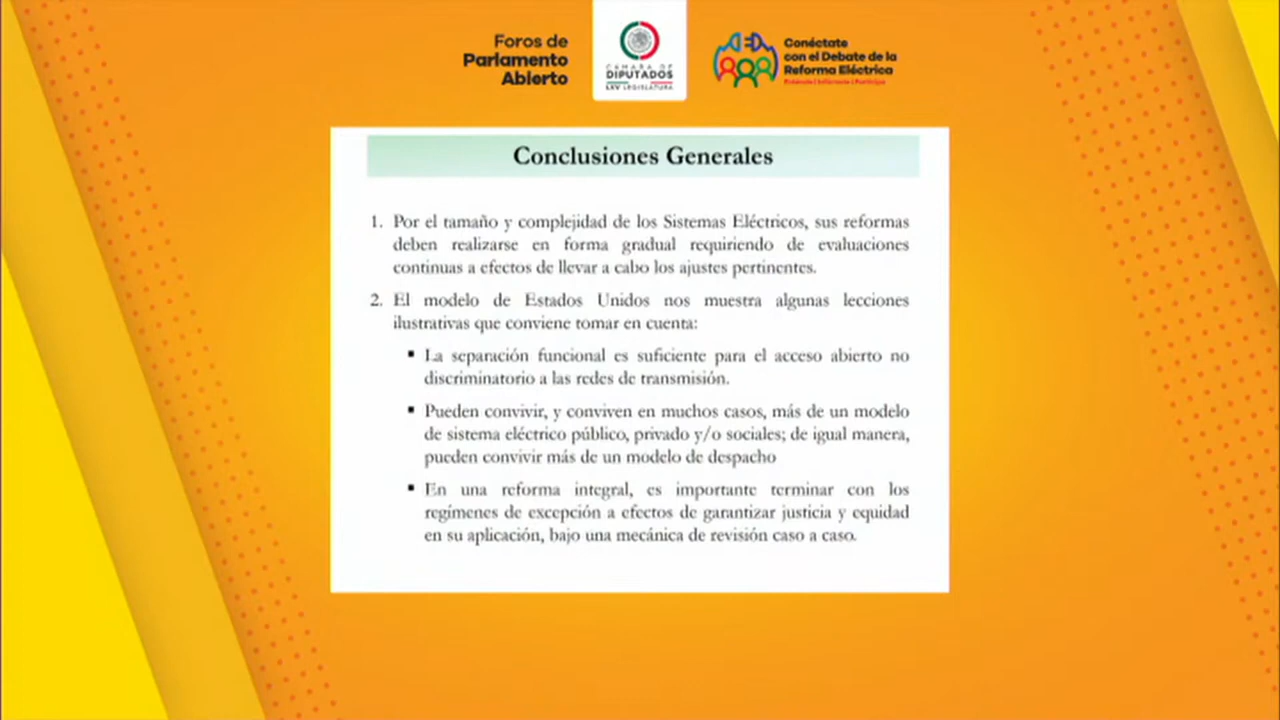 Foros de
Parlamento
Abierto
CÁMARA DE
DIPUTADOS
LXV LEGISLATURA
Conéctate
con el Debate de la
Reforma Eléctrica
Conclusiones Generales
1. Por el tamaño y complejidad de los Sistemas Eléctricos, sus reformas
deben realizarse en forma gradual requiriendo de evaluaciones
continuas a efectos de llevar a cabo los ajustes pertinentes.
2. El modelo de Estados Unidos nos muestra algunas lecciones
ilustrativas que conviene tomar en cuenta:
▪ La separación funcional es suficiente para el acceso abierto no
discriminatorio a las redes de transmisión.
▪ Pueden convivir, y conviven en muchos casos, más de un modelo
de sistema eléctrico público, privado y/o sociales; de igual manera,
pueden convivir más de un modelo de despacho
▪ En una reforma integral, es importante terminar con los
regímenes de excepción a efectos de garantizar justicia y equidad
en su aplicación, bajo una mecánica de revisión caso a caso.